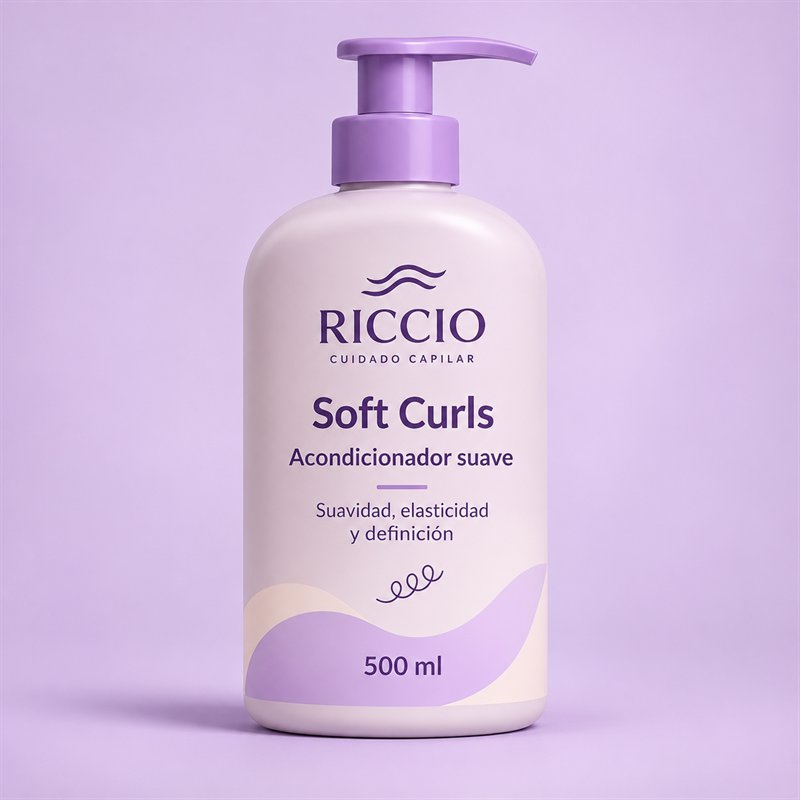 RICCIO
CUIDADO CAPILAR
Soft Curls
Acondicionador suave
Suavidad, elasticidad
y definición
500 ml